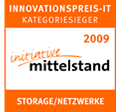 INNOVATIONSPREIS-IT
KATEGORIESIEGER
2009
initiative
mittelstand
STORAGE/NETZWERKE